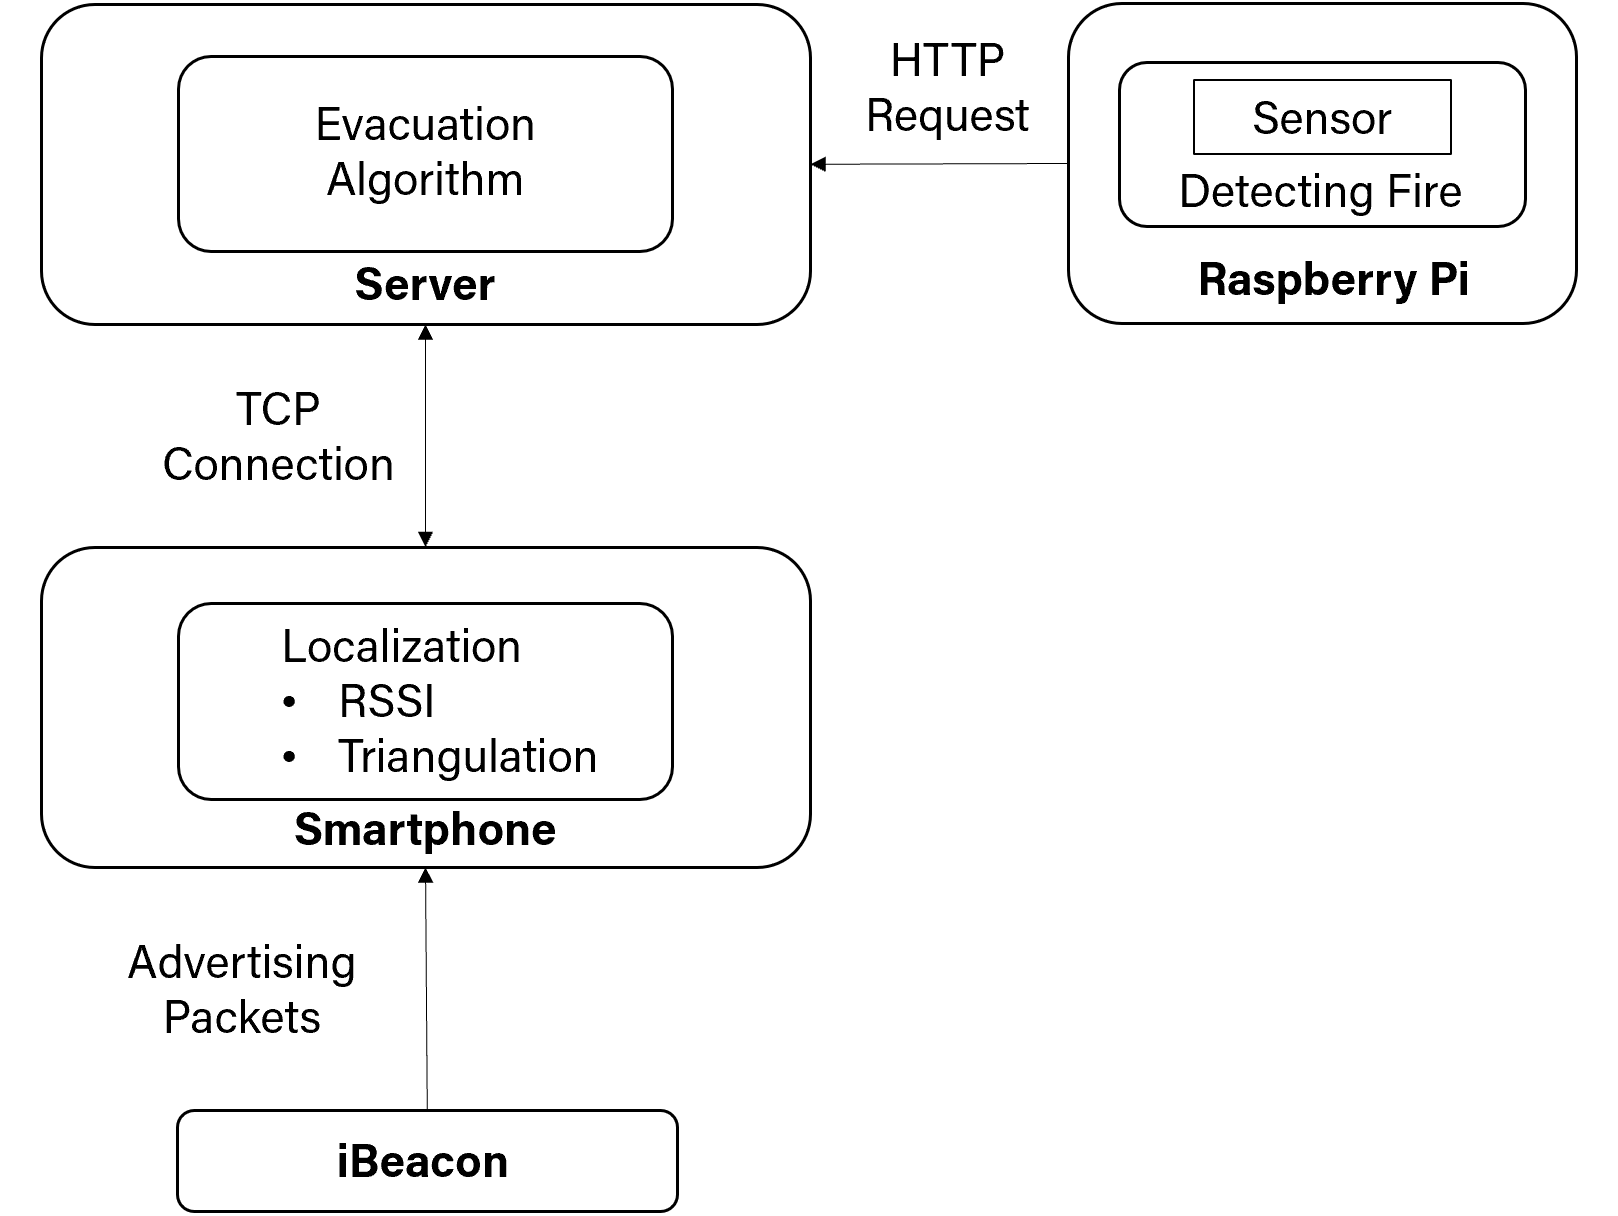 Evacuation
Algorithm
Server
HTTP
Request
Sensor
Detecting Fire
Raspberry Pi
TCP
Connection
Localization
• RSSI
• Triangulation
Smartphone
Advertising
Packets
iBeacon